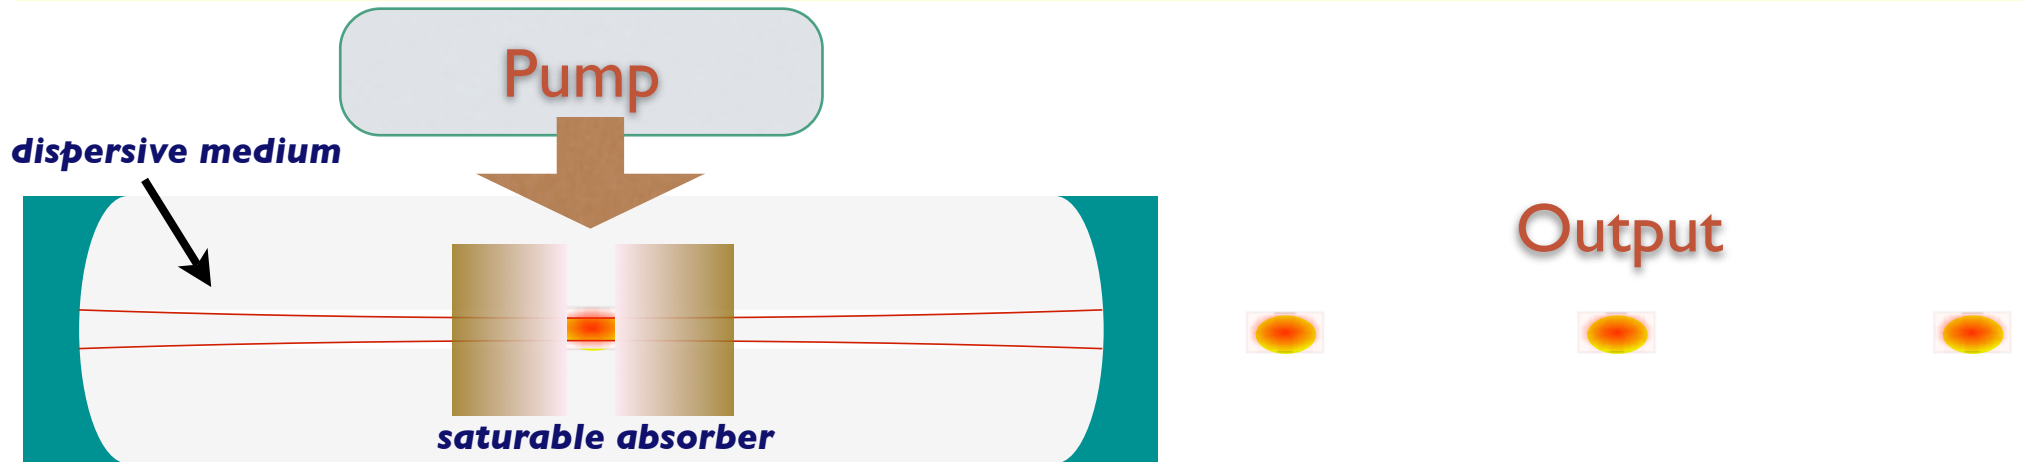 Pump
dispersive medium
Output
saturable absorber